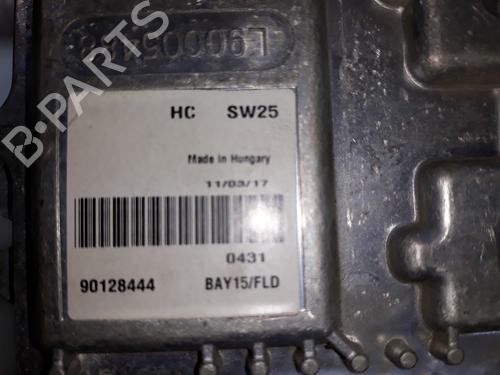 HC SW25
Made in Hungary
11/03/17
0431
90128444 BAY15/FLD
B-PARTS